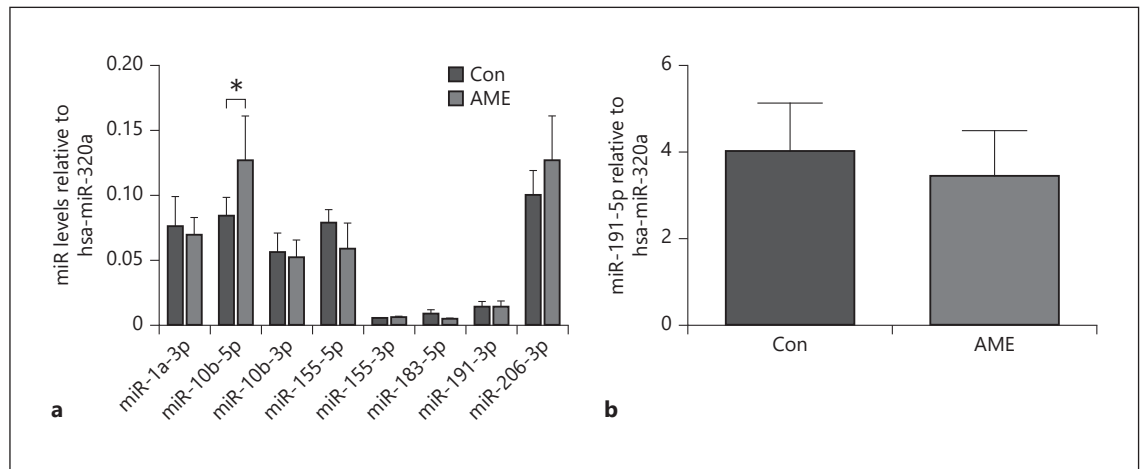 0.20
0.15
0.10
0.05
0
miR levels relative to
hsa-miR-320a
*
Con
AME
miR-1a-3p
miR-10b-5p
miR-10b-3p
miR-155-5p
miR-155-3p
miR-183-5p
miR-191-3p
miR-206-3p
a
6
4
2
0
miR-191-5p relative to
hsa-miR-320a
Con
AME
b